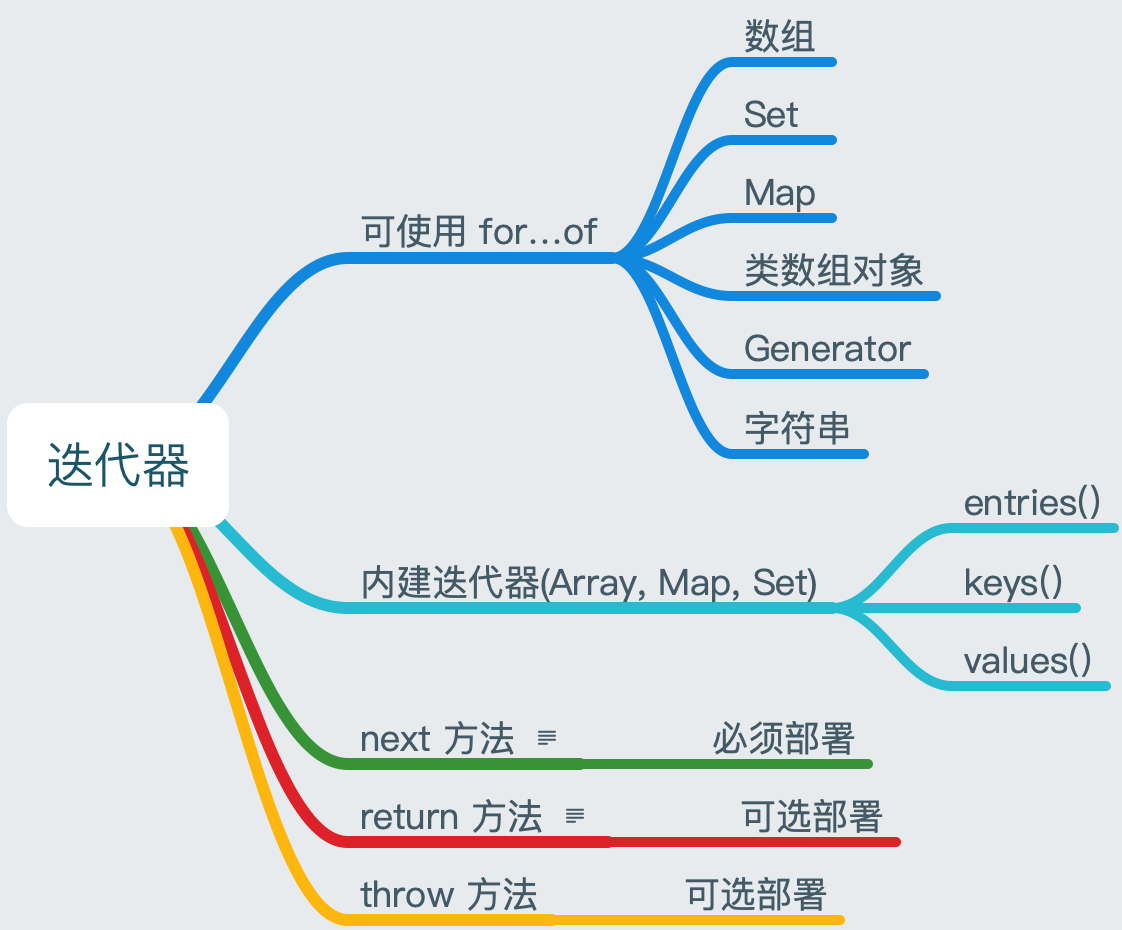 迭代器
可使用 for...of
数组
Set
Map
类数组对象
Generator
字符串
内建迭代器(Array, Map, Set)
entries()
keys()
values()
next 方法
必须部署
return 方法
可选部署
throw 方法
可选部署